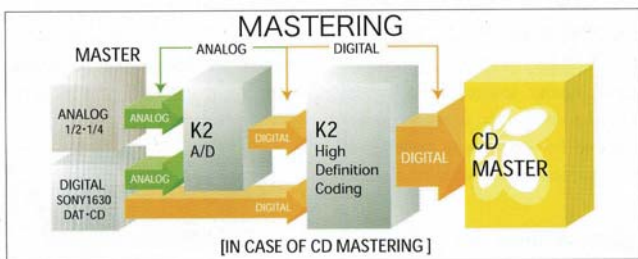 MASTERING
ANALOG
DIGITAL
MASTER
ANALOG
1/2・1/4
ANALOG
K2
A/D
DIGITAL
K2
High
Definition
Coding
DIGITAL
CD
MASTER
DIGITAL
SONY1630
DAT・CD
ANALOG
DIGITAL
[IN CASE OF CD MASTERING]